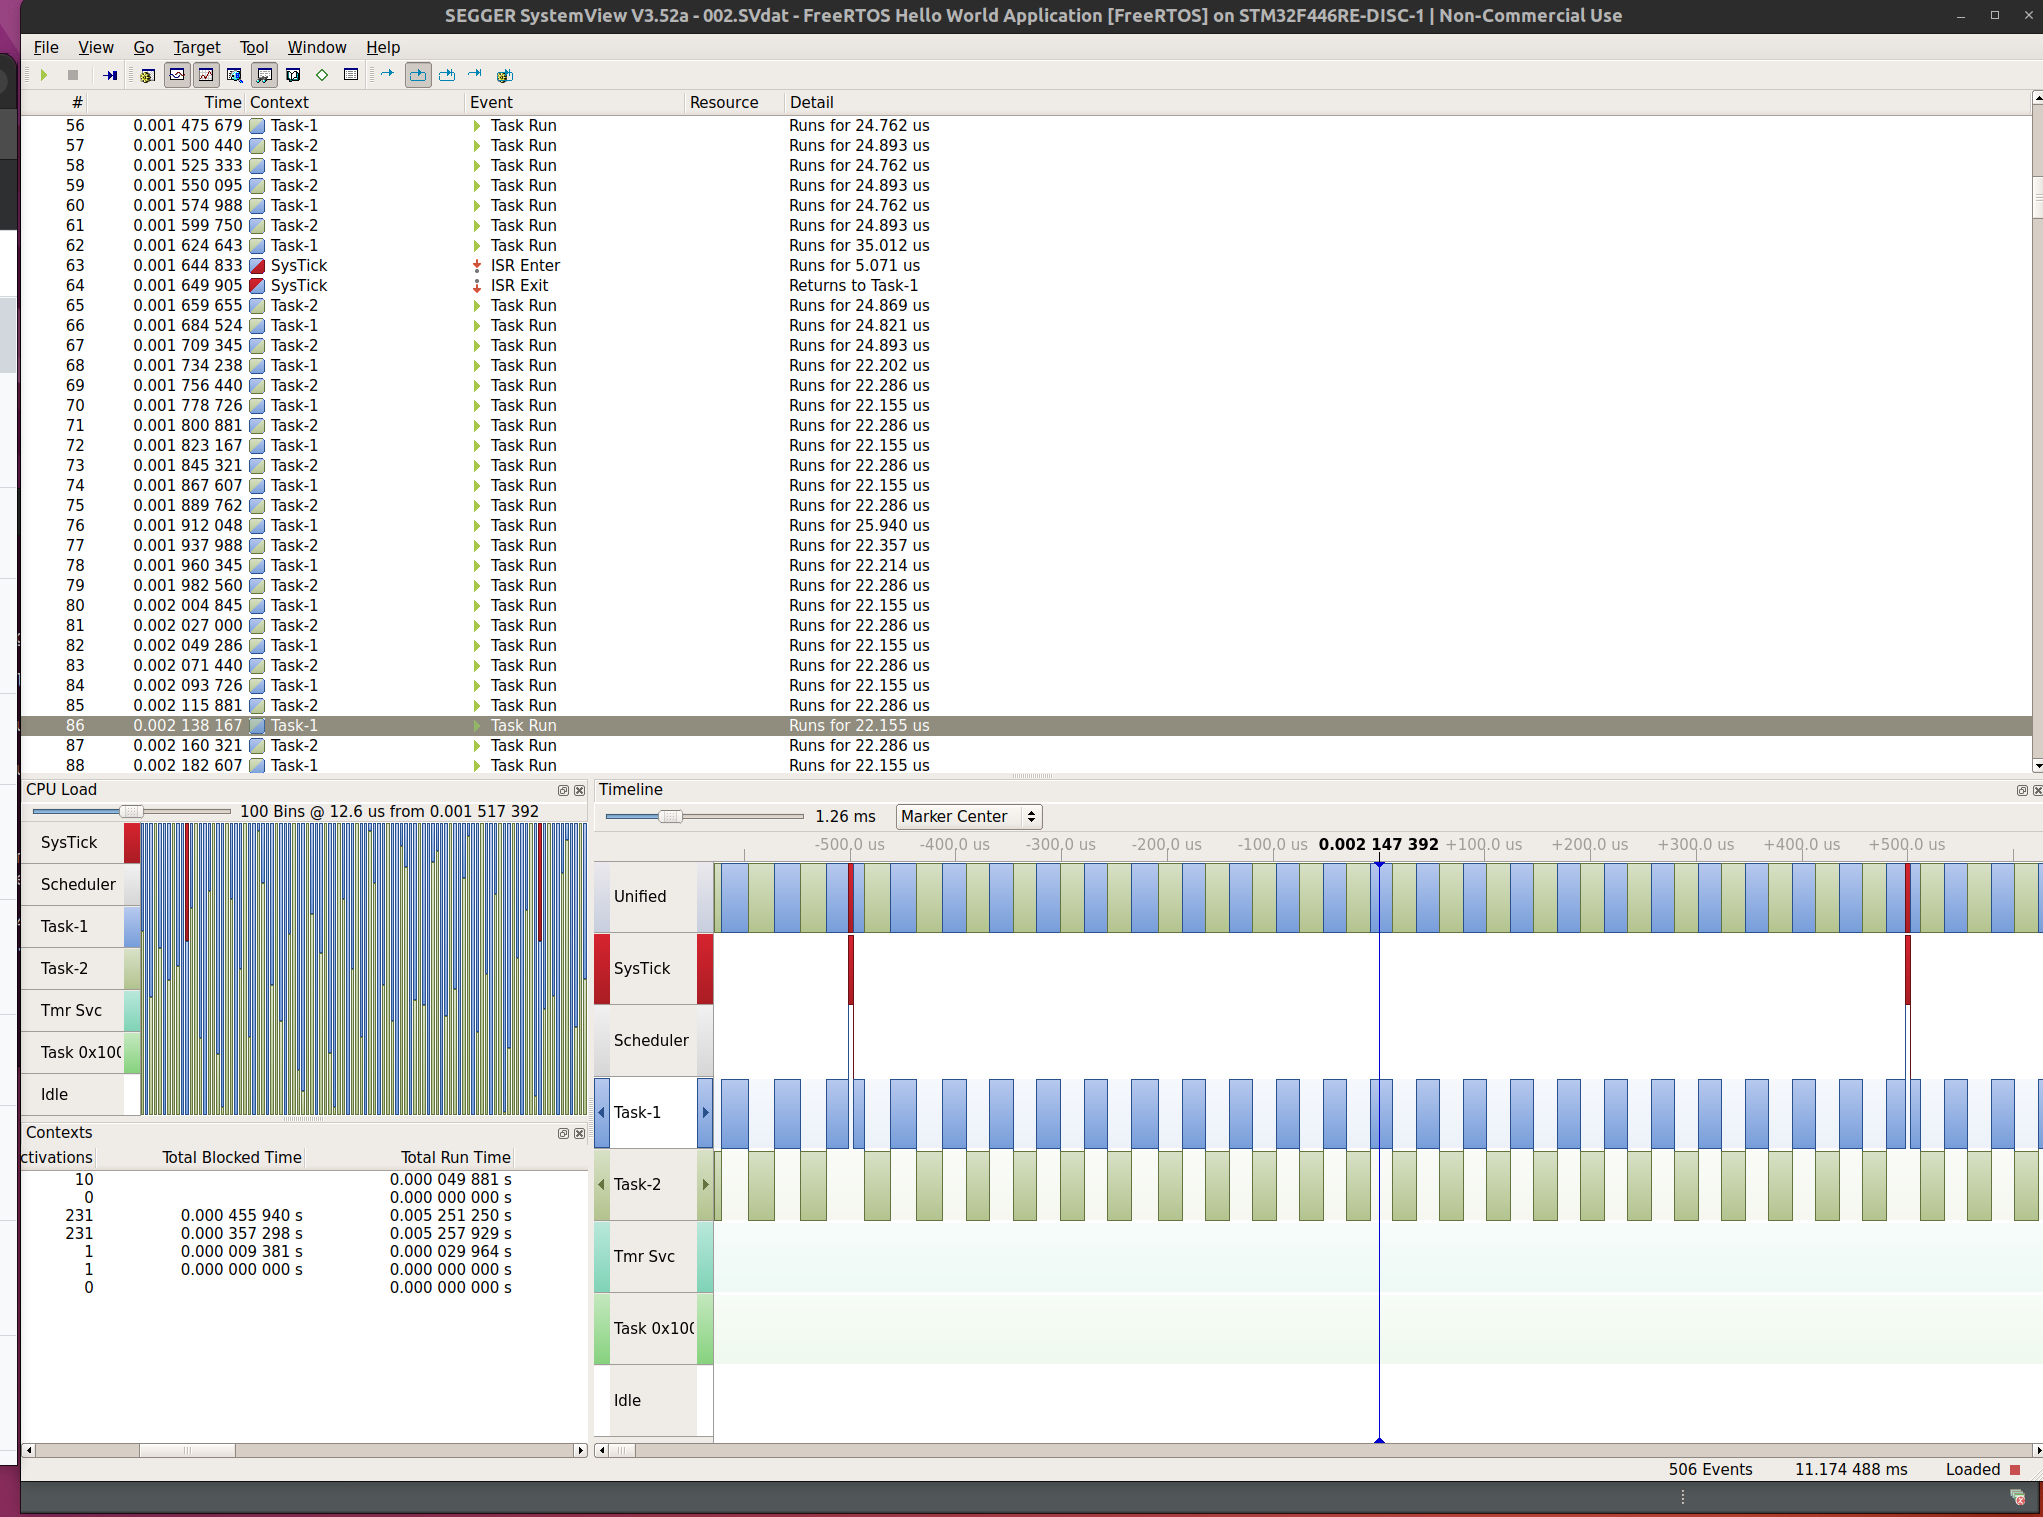 SEGGER SystemView V3.52a - 002.SVdat - FreeRTOS Hello World Application [FreeRTOS] on STM32F446RE-DISC-1 | Non-Commercial Use
File View Go Target Tool Window Help
# Time Context Event Resource Detail
56 0.001 475 679 Task-1 Task Run Runs for 24.762 us
57 0.001 500 440 Task-2 Task Run Runs for 24.893 us
58 0.001 525 333 Task-1 Task Run Runs for 24.762 us
59 0.001 550 095 Task-2 Task Run Runs for 24.893 us
60 0.001 574 988 Task-1 Task Run Runs for 24.762 us
61 0.001 599 750 Task-2 Task Run Runs for 24.893 us
62 0.001 624 643 Task-1 Task Run Runs for 35.012 us
63 0.001 644 833 SysTick ISR Enter Runs for 5.071 us
64 0.001 649 905 SysTick ISR Exit Returns to Task-1
65 0.001 659 655 Task-2 Task Run Runs for 24.869 us
66 0.001 684 524 Task-1 Task Run Runs for 24.821 us
67 0.001 709 345 Task-2 Task Run Runs for 24.893 us
68 0.001 734 238 Task-1 Task Run Runs for 22.202 us
69 0.001 756 440 Task-2 Task Run Runs for 22.286 us
70 0.001 778 726 Task-1 Task Run Runs for 22.155 us
71 0.001 800 881 Task-2 Task Run Runs for 22.286 us
72 0.001 823 167 Task-1 Task Run Runs for 22.155 us
73 0.001 845 321 Task-2 Task Run Runs for 22.286 us
74 0.001 867 607 Task-1 Task Run Runs for 22.155 us
75 0.001 889 762 Task-2 Task Run Runs for 22.286 us
76 0.001 912 048 Task-1 Task Run Runs for 25.940 us
77 0.001 937 988 Task-2 Task Run Runs for 22.357 us
78 0.001 960 345 Task-1 Task Run Runs for 22.214 us
79 0.001 982 560 Task-2 Task Run Runs for 22.286 us
80 0.002 004 845 Task-1 Task Run Runs for 22.155 us
81 0.002 027 000 Task-2 Task Run Runs for 22.286 us
82 0.002 049 286 Task-1 Task Run Runs for 22.155 us
83 0.002 071 440 Task-2 Task Run Runs for 22.286 us
84 0.002 093 726 Task-1 Task Run Runs for 22.155 us
85 0.002 115 881 Task-2 Task Run Runs for 22.286 us
86 0.002 138 167 Task-1 Task Run Runs for 22.155 us
87 0.002 160 321 Task-2 Task Run Runs for 22.286 us
88 0.002 182 607 Task-1 Task Run Runs for 22.155 us
CPU Load
100 Bins @ 12.6 us from 0.001 517 392
SysTick
Scheduler
Task-1
Task-2
Tmr Svc
Task 0x100
Idle
Contexts
ctivations Total Blocked Time Total Run Time
10 0.000 049 881 s
0 0.000 000 000 s
231 0.000 455 940 s 0.005 251 250 s
231 0.000 357 298 s 0.005 257 929 s
1 0.000 009 381 s 0.000 029 964 s
1 0.000 000 000 s 0.000 000 000 s
0 0.000 000 000 s
Timeline
1.26 ms Marker Center
-500.0 us -400.0 us -300.0 us -200.0 us -100.0 us 0.002 147 392 +100.0 us +200.0 us +300.0 us +400.0 us +500.0 us
Unified
SysTick
Scheduler
Task-1
Task-2
Tmr Svc
Task 0x100
Idle
506 Events 11.174 488 ms Loaded